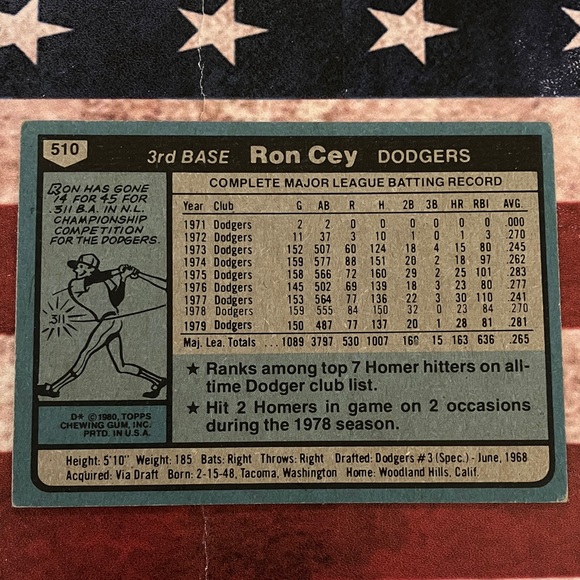 510
3rd BASE Ron Cey DODGERS
RON HAS GONE
14 FOR 45 FOR
.311 B.A. IN N.L.
CHAMPIONSHIP
COMPETITION
FOR THE DODGERS.
.311
D* © 1980, TOPPS
CHEWING GUM, INC.
PRTD. IN U.S.A.
COMPLETE MAJOR LEAGUE BATTING RECORD
Year Club G AB R H 2B 3B HR RBI AVG.
1971 Dodgers 2 2 0 0 0 0 0 0 .000
1972 Dodgers 11 37 3 10 1 0 1 3 .270
1973 Dodgers 152 507 60 124 18 4 15 80 .245
1974 Dodgers 159 577 88 151 20 2 18 97 .262
1975 Dodgers 158 566 72 160 29 2 25 101 .283
1976 Dodgers 145 502 69 139 18 3 23 80 .277
1977 Dodgers 153 564 77 136 22 3 30 110 .241
1978 Dodgers 159 555 84 150 32 0 23 84 .270
1979 Dodgers 150 487 77 137 20 1 28 81 .281
Maj. Lea. Totals ... 1089 3797 530 1007 160 15 163 636 .265
★ Ranks among top 7 Homer hitters on all-
time Dodger club list.
★ Hit 2 Homers in game on 2 occasions
during the 1978 season.
Height: 5'10" Weight: 185 Bats: Right Throws: Right Drafted: Dodgers #3 (Spec.) - June, 1968
Acquired: Via Draft Born: 2-15-48, Tacoma, Washington Home: Woodland Hills, Calif.